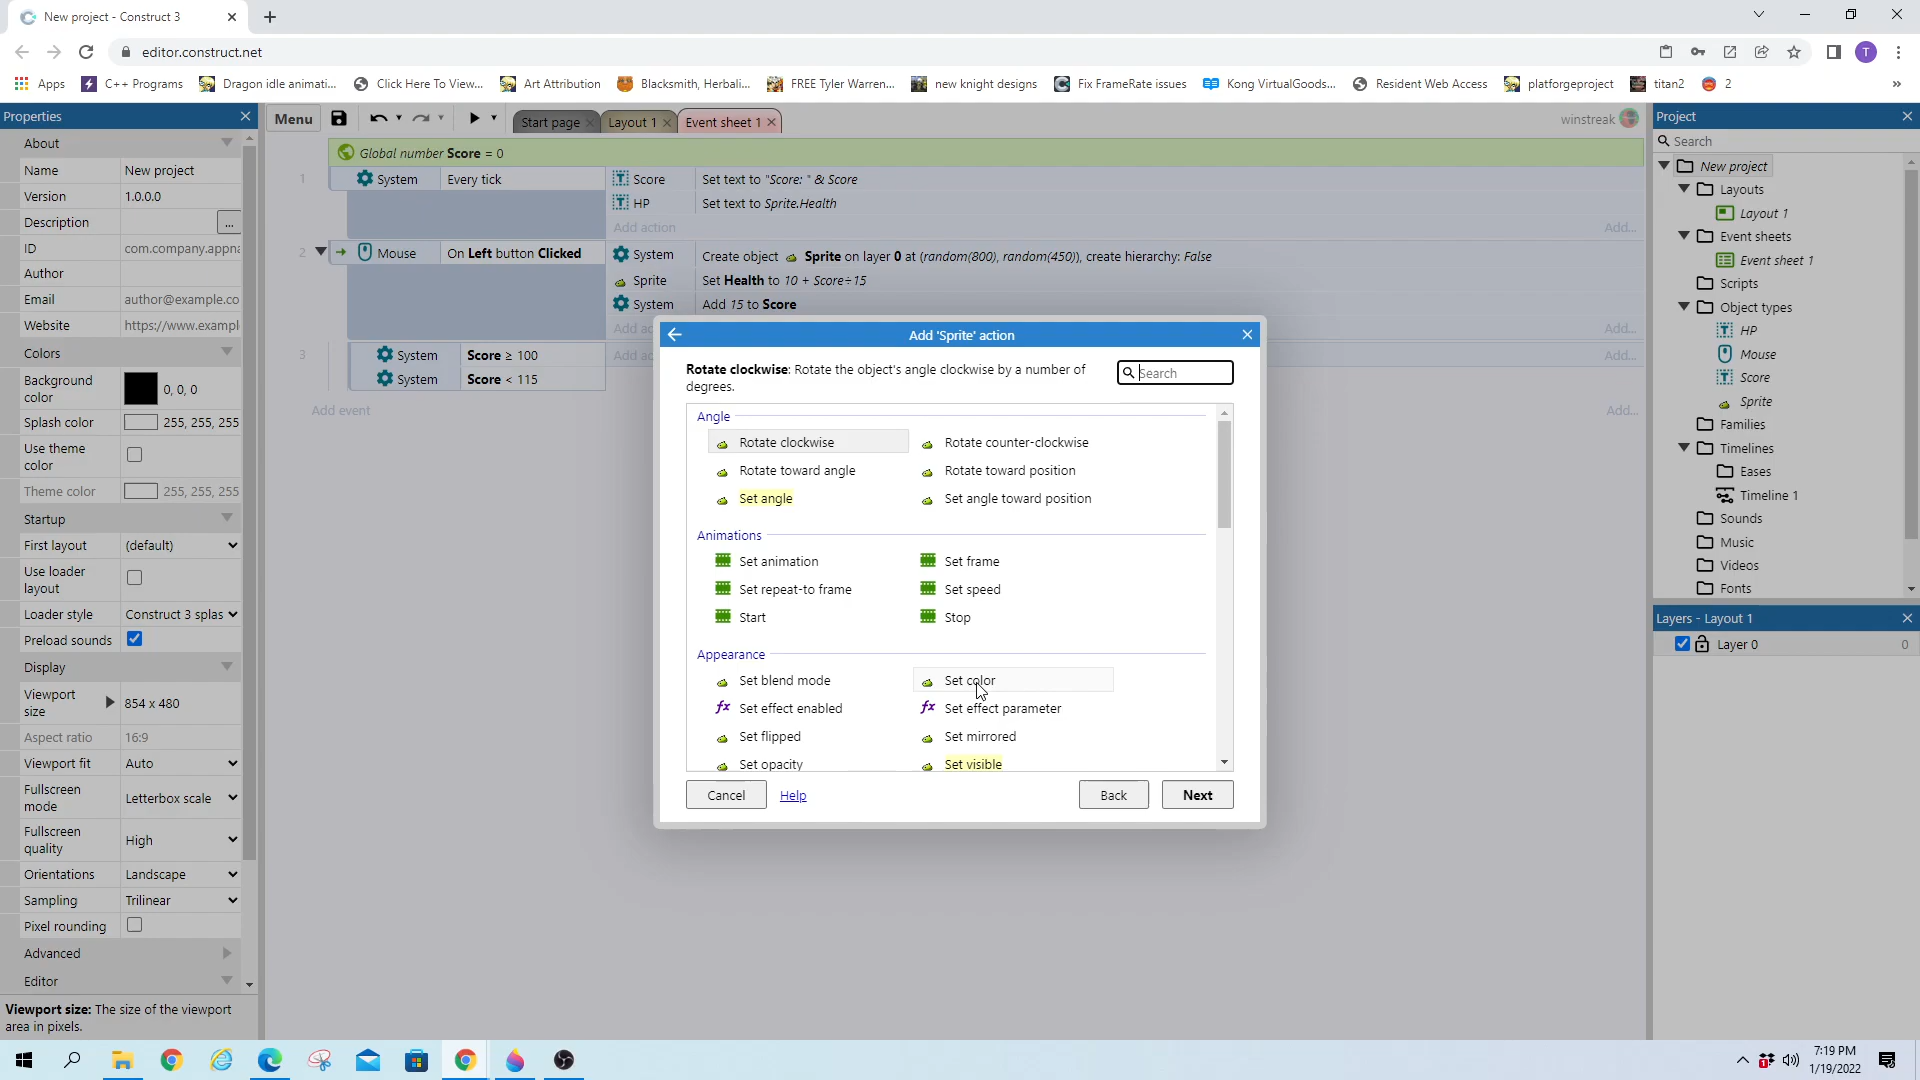 New project - Construct 3
editor.construct.net
T
Apps
C++ Programs
Dragon idle animati...
Click Here To View...
Art Attribution
Blacksmith, Herbali...
FREE Tyler Warren...
new knight designs
Fix FrameRate issues
Kong VirtualGoods...
Resident Web Access
platforgeproject
titan2
2
»
Properties
Menu
Start page
Layout 1
Event sheet 1
winstreak
Project
About
Name
New project
Version
1.0.0.0
Description
...
ID
com.company.appna
Author
Email
author@example.co
Website
https://www.exampl
Colors
Background color
0, 0, 0
Splash color
255, 255, 255
Use theme color
Theme color
255, 255, 255
Startup
First layout
(default)
Use loader layout
Loader style
Construct 3 splas
Preload sounds
Display
Viewport size
854 x 480
Aspect ratio
16:9
Viewport fit
Auto
Fullscreen mode
Letterbox scale
Fullscreen quality
High
Orientations
Landscape
Sampling
Trilinear
Pixel rounding
Advanced
Editor
Viewport size: The size of the viewport
area in pixels.
Global number Score = 0
1
System
Every tick
Score
Set text to "Score: " & Score
HP
Set text to Sprite.Health
Add action
Add...
2
Mouse
On Left button Clicked
System
Create object Sprite on layer 0 at (random(800), random(450)), create hierarchy: False
Sprite
Set Health to 10 + Score÷15
System
Add 15 to Score
Add ac
Add...
3
System
Score ≥ 100
Add ac
Add...
System
Score < 115
Add event
Add...
Add 'Sprite' action
Rotate clockwise: Rotate the object's angle clockwise by a number of
degrees.
Search
Angle
Rotate clockwise
Rotate counter-clockwise
Rotate toward angle
Rotate toward position
Set angle
Set angle toward position
Animations
Set animation
Set frame
Set repeat-to frame
Set speed
Start
Stop
Appearance
Set blend mode
Set color
Set effect enabled
Set effect parameter
Set flipped
Set mirrored
Set opacity
Set visible
Cancel
Help
Back
Next
Search
New project
Layouts
Layout 1
Event sheets
Event sheet 1
Scripts
Object types
HP
Mouse
Score
Sprite
Families
Timelines
Eases
Timeline 1
Sounds
Music
Videos
Fonts
Layers - Layout 1
Layer 0
0
7:19 PM
1/19/2022